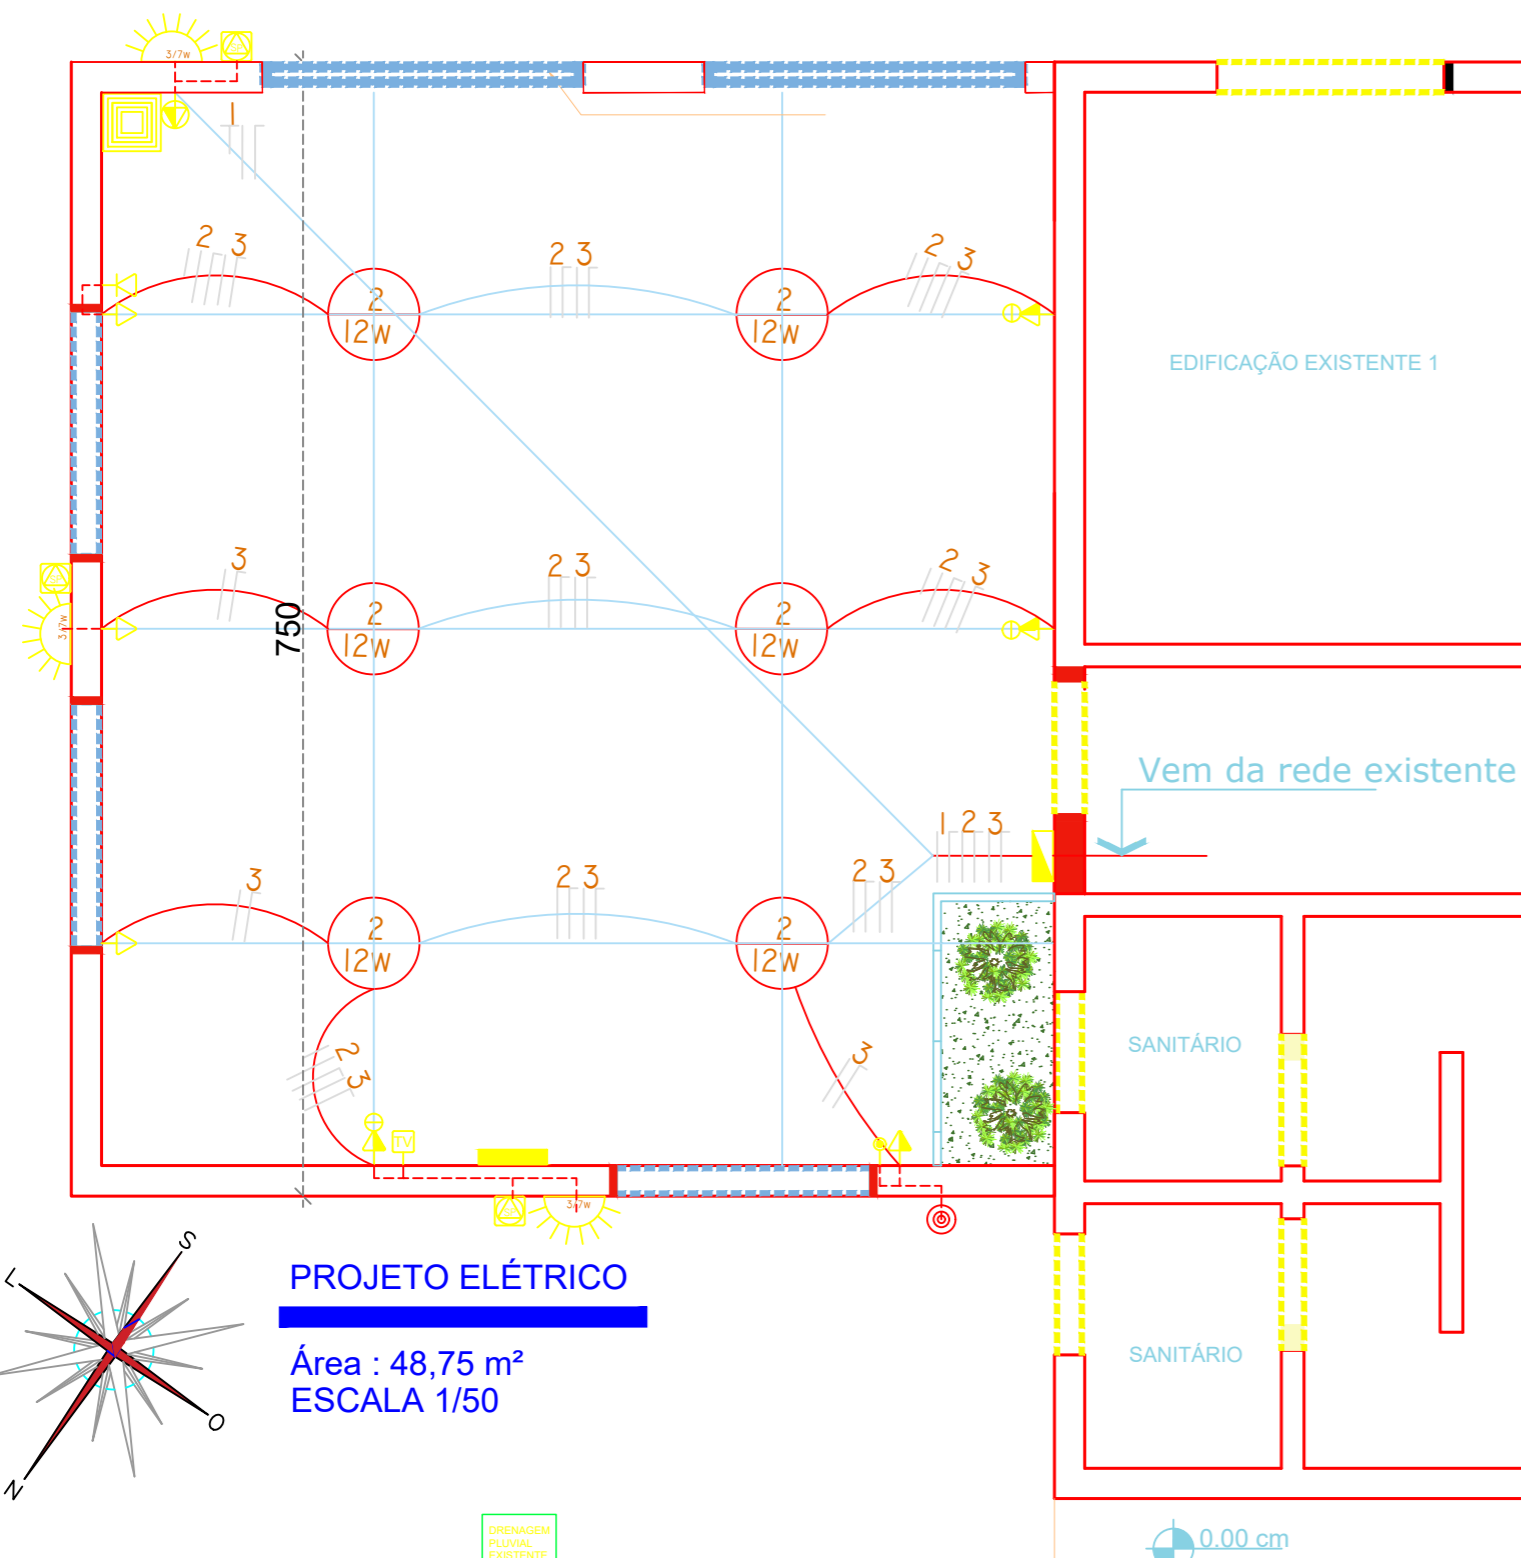 3/7w
1
2 3
2 3
2 3
2
12W
2
12W
EDIFICAÇÃO EXISTENTE 1
3
2 3
2 3
2
12W
2
12W
3/7w
750
Vem da rede existente
1 2 3
3
2 3
2 3
2
12W
2
12W
SANITÁRIO
2 3
3
TV
3/7w
S
L
O
N
PROJETO ELÉTRICO
Área : 48,75 m²
ESCALA 1/50
SANITÁRIO
DRENAGEM
PLUVIAL
EXISTENTE
0.00 cm